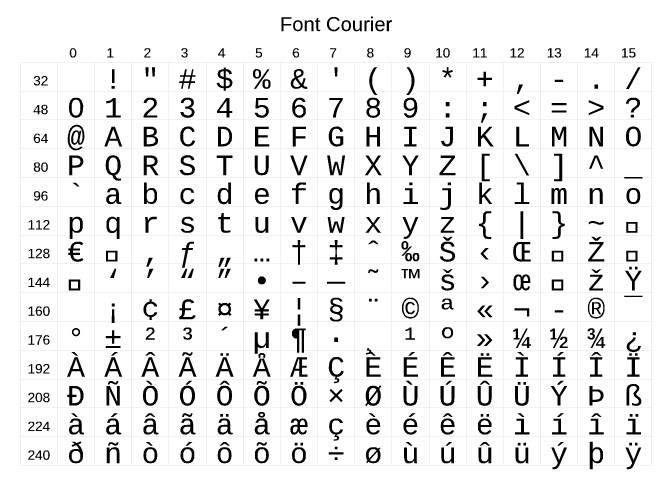 Font Courier
0 1 2 3 4 5 6 7 8 9 10 11 12 13 14 15
32 ! " # $ % & ' ( ) * + , - . /
48 0 1 2 3 4 5 6 7 8 9 : ; < = > ?
64 @ A B C D E F G H I J K L M N O
80 P Q R S T U V W X Y Z [ \ ] ^ _
96 ` a b c d e f g h i j k l m n o
112 p q r s t u v w x y z { | } ~ □
128 € □ ‚ ƒ „ … † ‡ ˆ ‰ Š ‹ Œ □ Ž □
144 □ ‘ ’ “ ” • – — ˜ ™ š › œ □ ž Ÿ
160 ¡ ¢ £ ¤ ¥ ¦ § ¨ © ª « ¬ - ® ¯
176 ° ± ² ³ ´ µ ¶ · ¸ ¹ º » ¼ ½ ¾ ¿
192 À Á Â Ã Ä Å Æ Ç È É Ê Ë Ì Í Î Ï
208 Ð Ñ Ò Ó Ô Õ Ö × Ø Ù Ú Û Ü Ý Þ ß
224 à á â ã ä å æ ç è é ê ë ì í î ï
240 ð ñ ò ó ô õ ö ÷ ø ù ú û ü ý þ ÿ